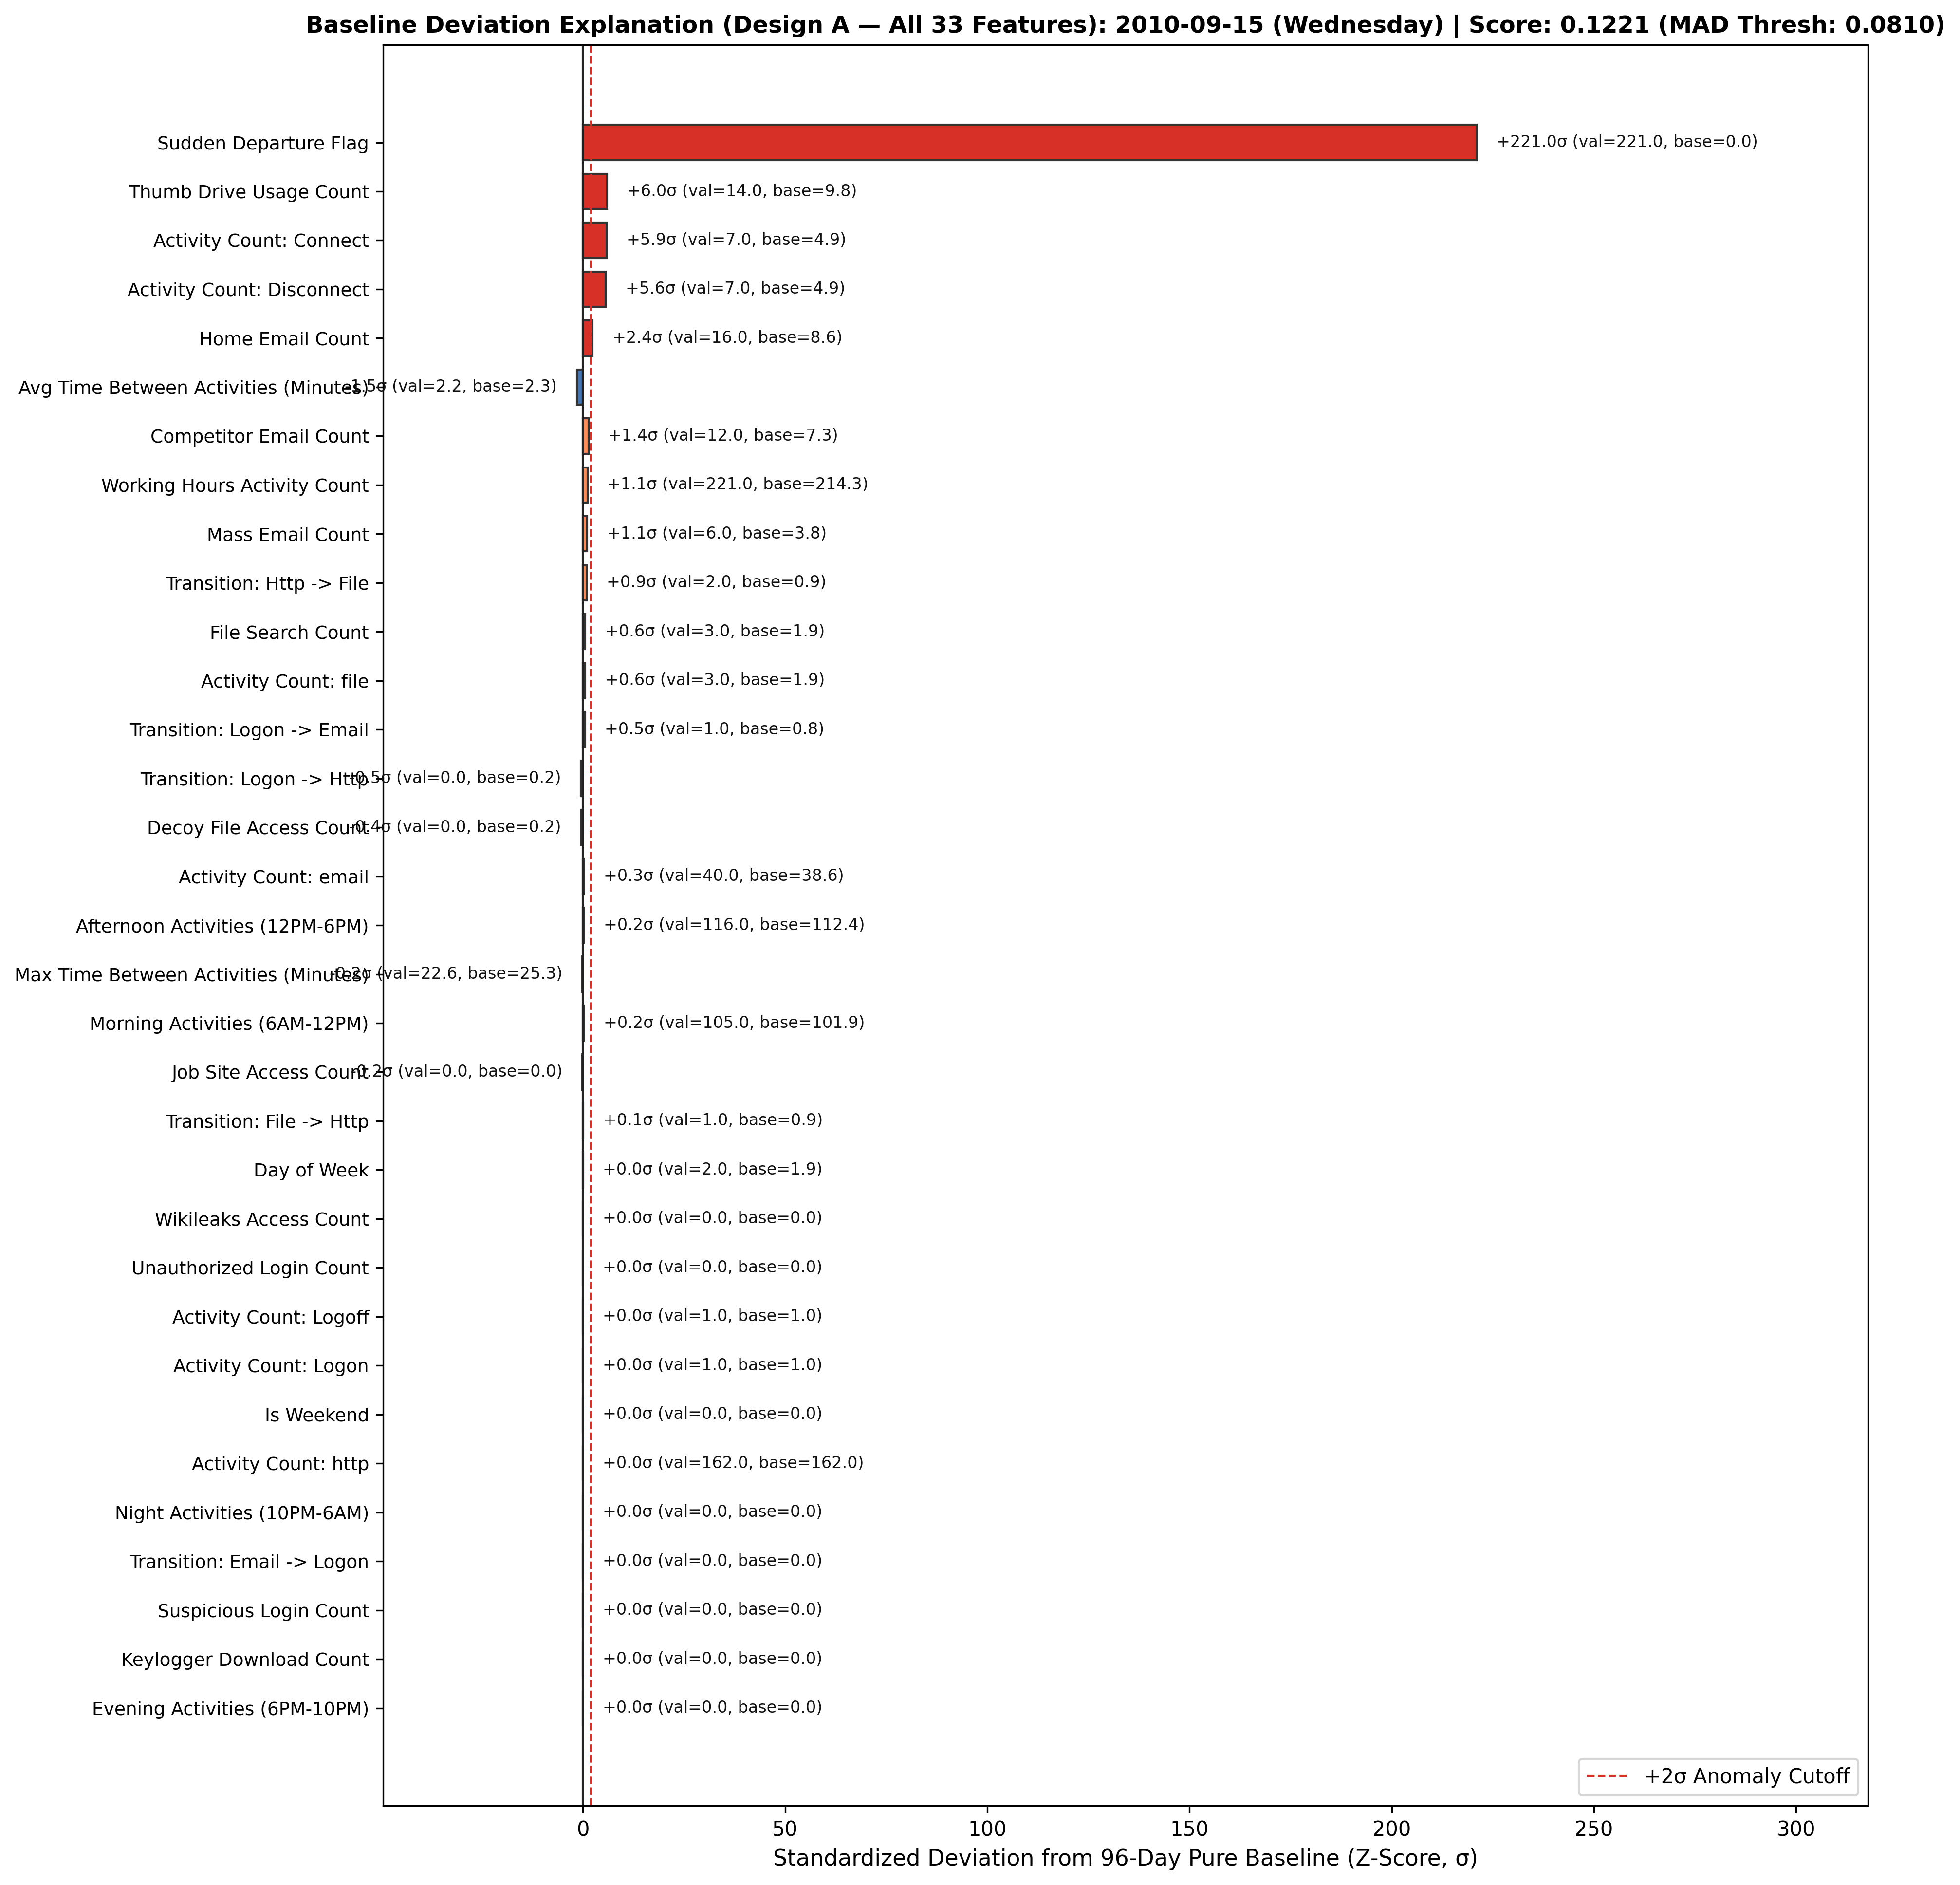 Baseline Deviation Explanation (Design A — All 33 Features): 2010-09-15 (Wednesday) | Score: 0.1221 (MAD Thresh: 0.0810)
Sudden Departure Flag +221.0σ (val=221.0, base=0.0)
Thumb Drive Usage Count +6.0σ (val=14.0, base=9.8)
Activity Count: Connect +5.9σ (val=7.0, base=4.9)
Activity Count: Disconnect +5.6σ (val=7.0, base=4.9)
Home Email Count +2.4σ (val=16.0, base=8.6)
Avg Time Between Activities (Minutes) -1.5σ (val=2.2, base=2.3)
Competitor Email Count +1.4σ (val=12.0, base=7.3)
Working Hours Activity Count +1.1σ (val=221.0, base=214.3)
Mass Email Count +1.1σ (val=6.0, base=3.8)
Transition: Http -> File +0.9σ (val=2.0, base=0.9)
File Search Count +0.6σ (val=3.0, base=1.9)
Activity Count: file +0.6σ (val=3.0, base=1.9)
Transition: Logon -> Email +0.5σ (val=1.0, base=0.8)
Transition: Logon -> Http -0.5σ (val=0.0, base=0.2)
Decoy File Access Count -0.4σ (val=0.0, base=0.2)
Activity Count: email +0.3σ (val=40.0, base=38.6)
Afternoon Activities (12PM-6PM) +0.2σ (val=116.0, base=112.4)
Max Time Between Activities (Minutes) -0.2σ (val=22.6, base=25.3)
Morning Activities (6AM-12PM) +0.2σ (val=105.0, base=101.9)
Job Site Access Count -0.2σ (val=0.0, base=0.0)
Transition: File -> Http +0.1σ (val=1.0, base=0.9)
Day of Week +0.0σ (val=2.0, base=1.9)
Wikileaks Access Count +0.0σ (val=0.0, base=0.0)
Unauthorized Login Count +0.0σ (val=0.0, base=0.0)
Activity Count: Logoff +0.0σ (val=1.0, base=1.0)
Activity Count: Logon +0.0σ (val=1.0, base=1.0)
Is Weekend +0.0σ (val=0.0, base=0.0)
Activity Count: http +0.0σ (val=162.0, base=162.0)
Night Activities (10PM-6AM) +0.0σ (val=0.0, base=0.0)
Transition: Email -> Logon +0.0σ (val=0.0, base=0.0)
Suspicious Login Count +0.0σ (val=0.0, base=0.0)
Keylogger Download Count +0.0σ (val=0.0, base=0.0)
Evening Activities (6PM-10PM) +0.0σ (val=0.0, base=0.0)
+2σ Anomaly Cutoff
0 50 100 150 200 250 300
Standardized Deviation from 96-Day Pure Baseline (Z-Score, σ)